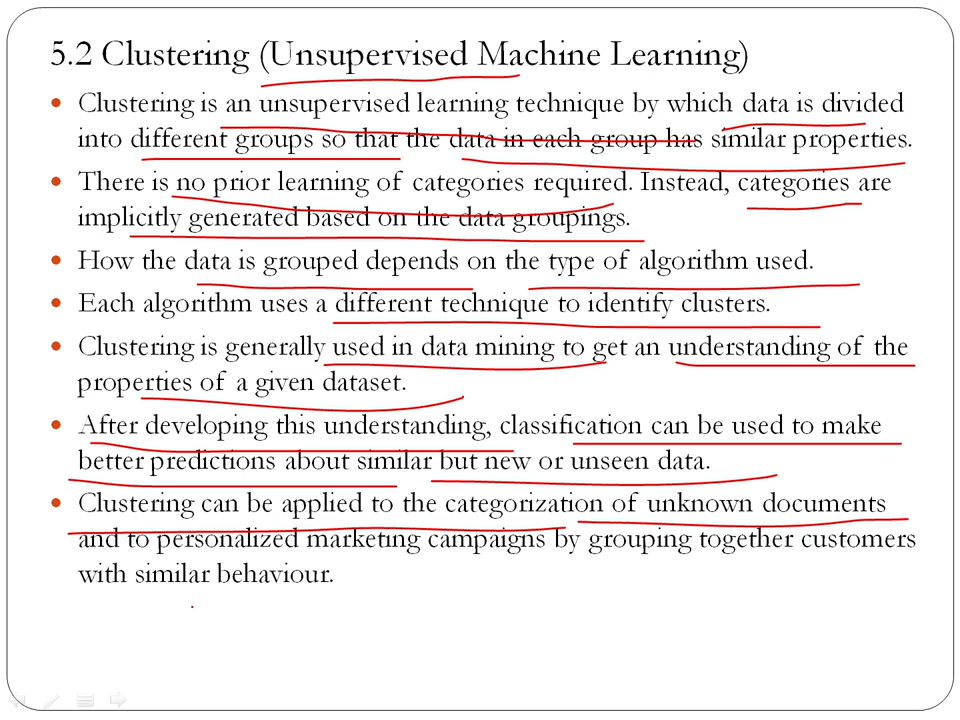 5.2 Clustering (Unsupervised Machine Learning)
• Clustering is an unsupervised learning technique by which data is divided
into different groups so that the data in each group has similar properties.
• There is no prior learning of categories required. Instead, categories are
implicitly generated based on the data groupings.
• How the data is grouped depends on the type of algorithm used.
• Each algorithm uses a different technique to identify clusters.
• Clustering is generally used in data mining to get an understanding of the
properties of a given dataset.
• After developing this understanding, classification can be used to make
better predictions about similar but new or unseen data.
• Clustering can be applied to the categorization of unknown documents
and to personalized marketing campaigns by grouping together customers
with similar behaviour.